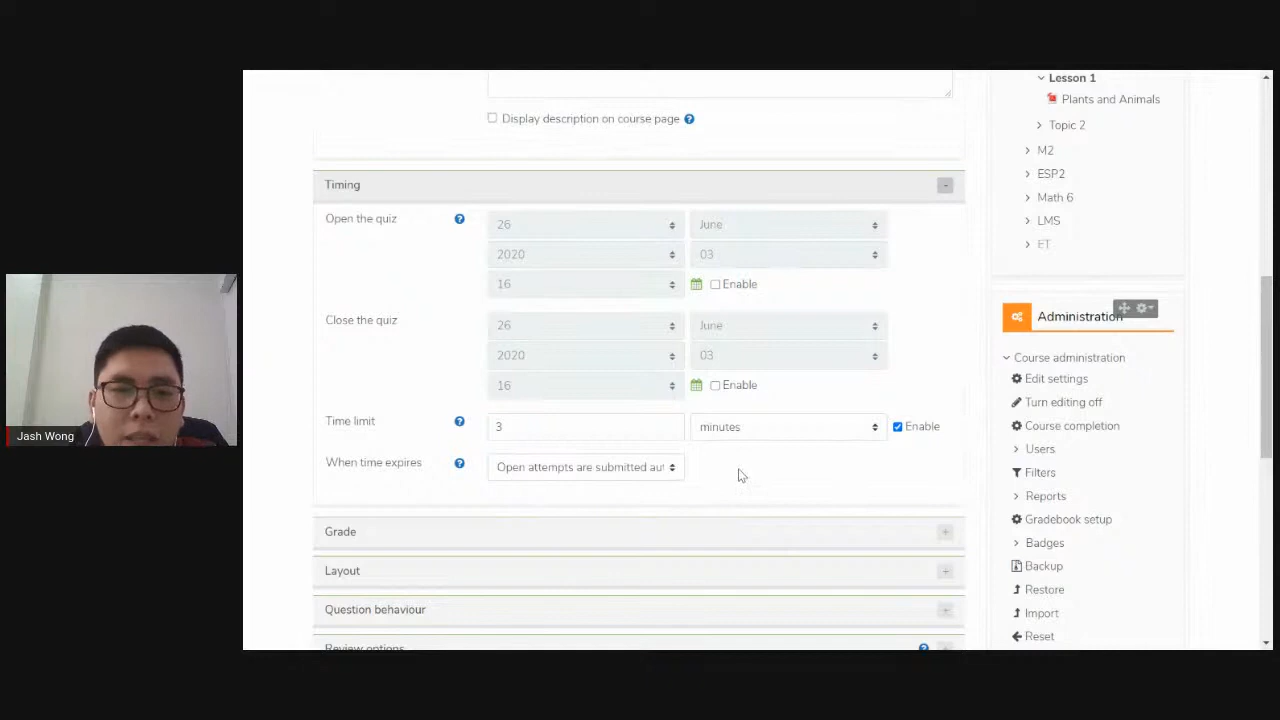 Lesson 1
Plants and Animals
Display description on course page
Topic 2
M2
ESP2
Math 6
LMS
ET
Timing
Open the quiz
26 June
2020 03
16 Enable
Close the quiz
26 June
2020 03
16 Enable
Time limit 3 minutes Enable
When time expires Open attempts are submitted aut
Grade
Layout
Question behaviour
Review options
Administration
Course administration
Edit settings
Turn editing off
Course completion
Users
Filters
Reports
Gradebook setup
Badges
Backup
Restore
Import
Reset
Jash Wong